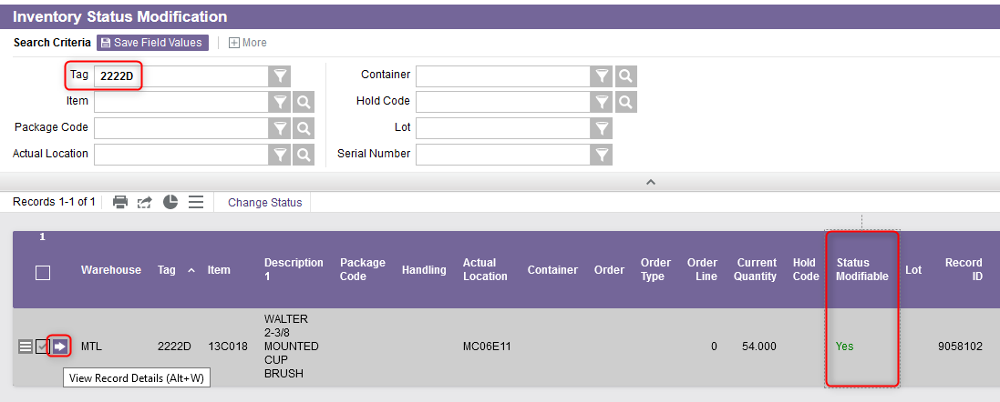 Inventory Status Modification
Search Criteria Save Field Values More
Tag 2222D Container
Item Hold Code
Package Code Lot
Actual Location Serial Number
Records 1-1 of 1 Change Status
1
Warehouse Tag Item Description 1 Package Code Handling Actual Location Container Order Order Type Order Line Current Quantity Hold Code Status Modifiable Lot Record ID
MTL 2222D 13C018 WALTER 2-3/8 MOUNTED CUP BRUSH MC06E11 0 54.000 Yes 9058102
View Record Details (Alt+W)